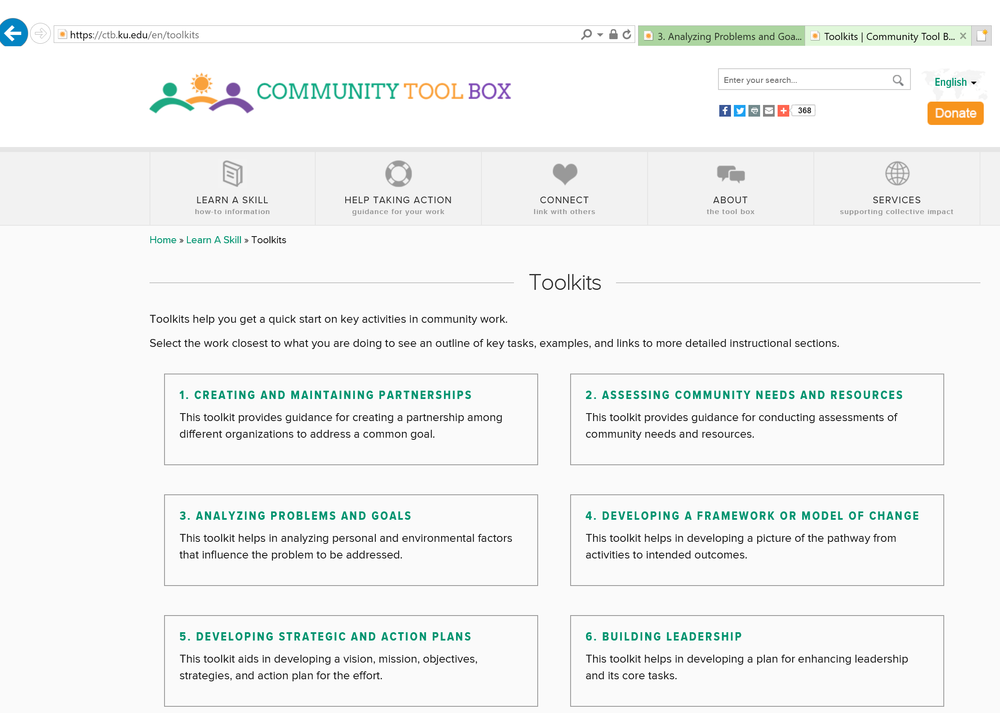 https://ctb.ku.edu/en/toolkits
3. Analyzing Problems and Goa...
Toolkits | Community Tool B...
COMMUNITY TOOL BOX
Enter your search...
English
368
Donate
LEARN A SKILL
how-to information
HELP TAKING ACTION
guidance for your work
CONNECT
link with others
ABOUT
the tool box
SERVICES
supporting collective impact
Home » Learn A Skill » Toolkits
Toolkits
Toolkits help you get a quick start on key activities in community work.
Select the work closest to what you are doing to see an outline of key tasks, examples, and links to more detailed instructional sections.
1. CREATING AND MAINTAINING PARTNERSHIPS
This toolkit provides guidance for creating a partnership among
different organizations to address a common goal.
2. ASSESSING COMMUNITY NEEDS AND RESOURCES
This toolkit provides guidance for conducting assessments of
community needs and resources.
3. ANALYZING PROBLEMS AND GOALS
This toolkit helps in analyzing personal and environmental factors
that influence the problem to be addressed.
4. DEVELOPING A FRAMEWORK OR MODEL OF CHANGE
This toolkit helps in developing a picture of the pathway from
activities to intended outcomes.
5. DEVELOPING STRATEGIC AND ACTION PLANS
This toolkit aids in developing a vision, mission, objectives,
strategies, and action plan for the effort.
6. BUILDING LEADERSHIP
This toolkit helps in developing a plan for enhancing leadership
and its core tasks.